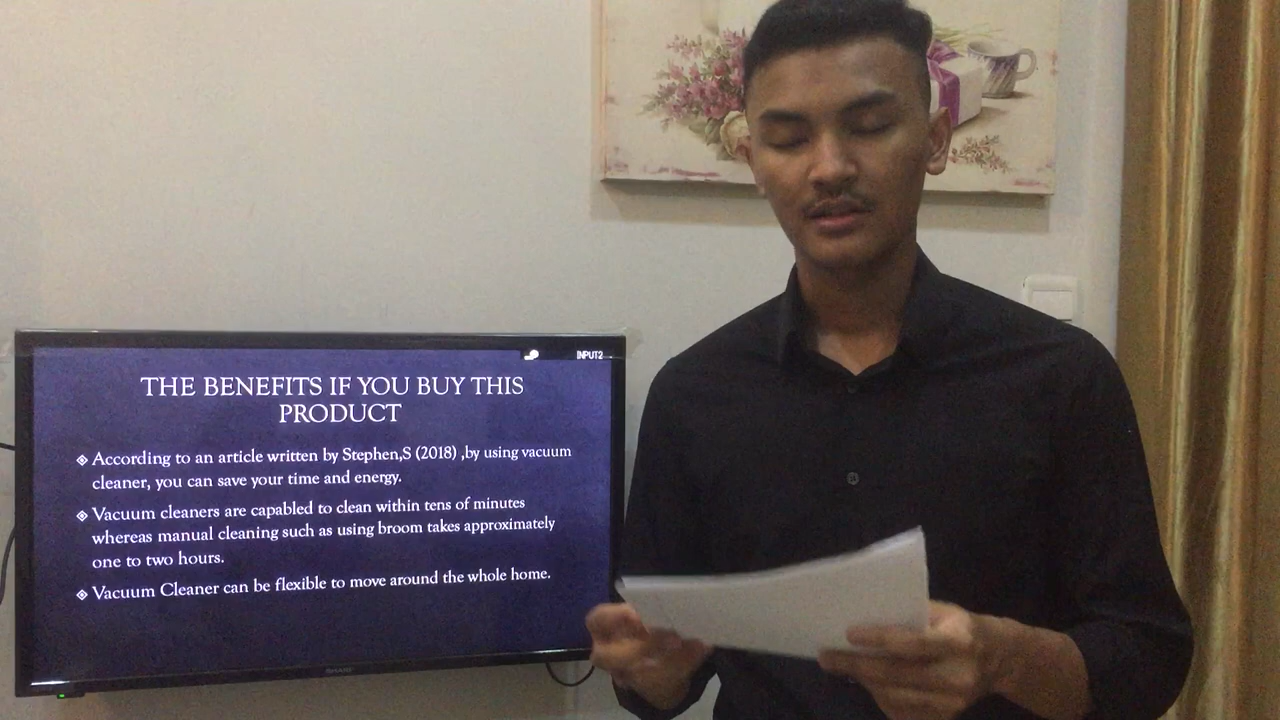 INPUT2
THE BENEFITS IF YOU BUY THIS
PRODUCT
According to an article written by Stephen,S (2018) ,by using vacuum
cleaner, you can save your time and energy.
Vacuum cleaners are capabled to clean within tens of minutes
whereas manual cleaning such as using broom takes approximately
one to two hours.
Vacuum Cleaner can be flexible to move around the whole home.
SHARP